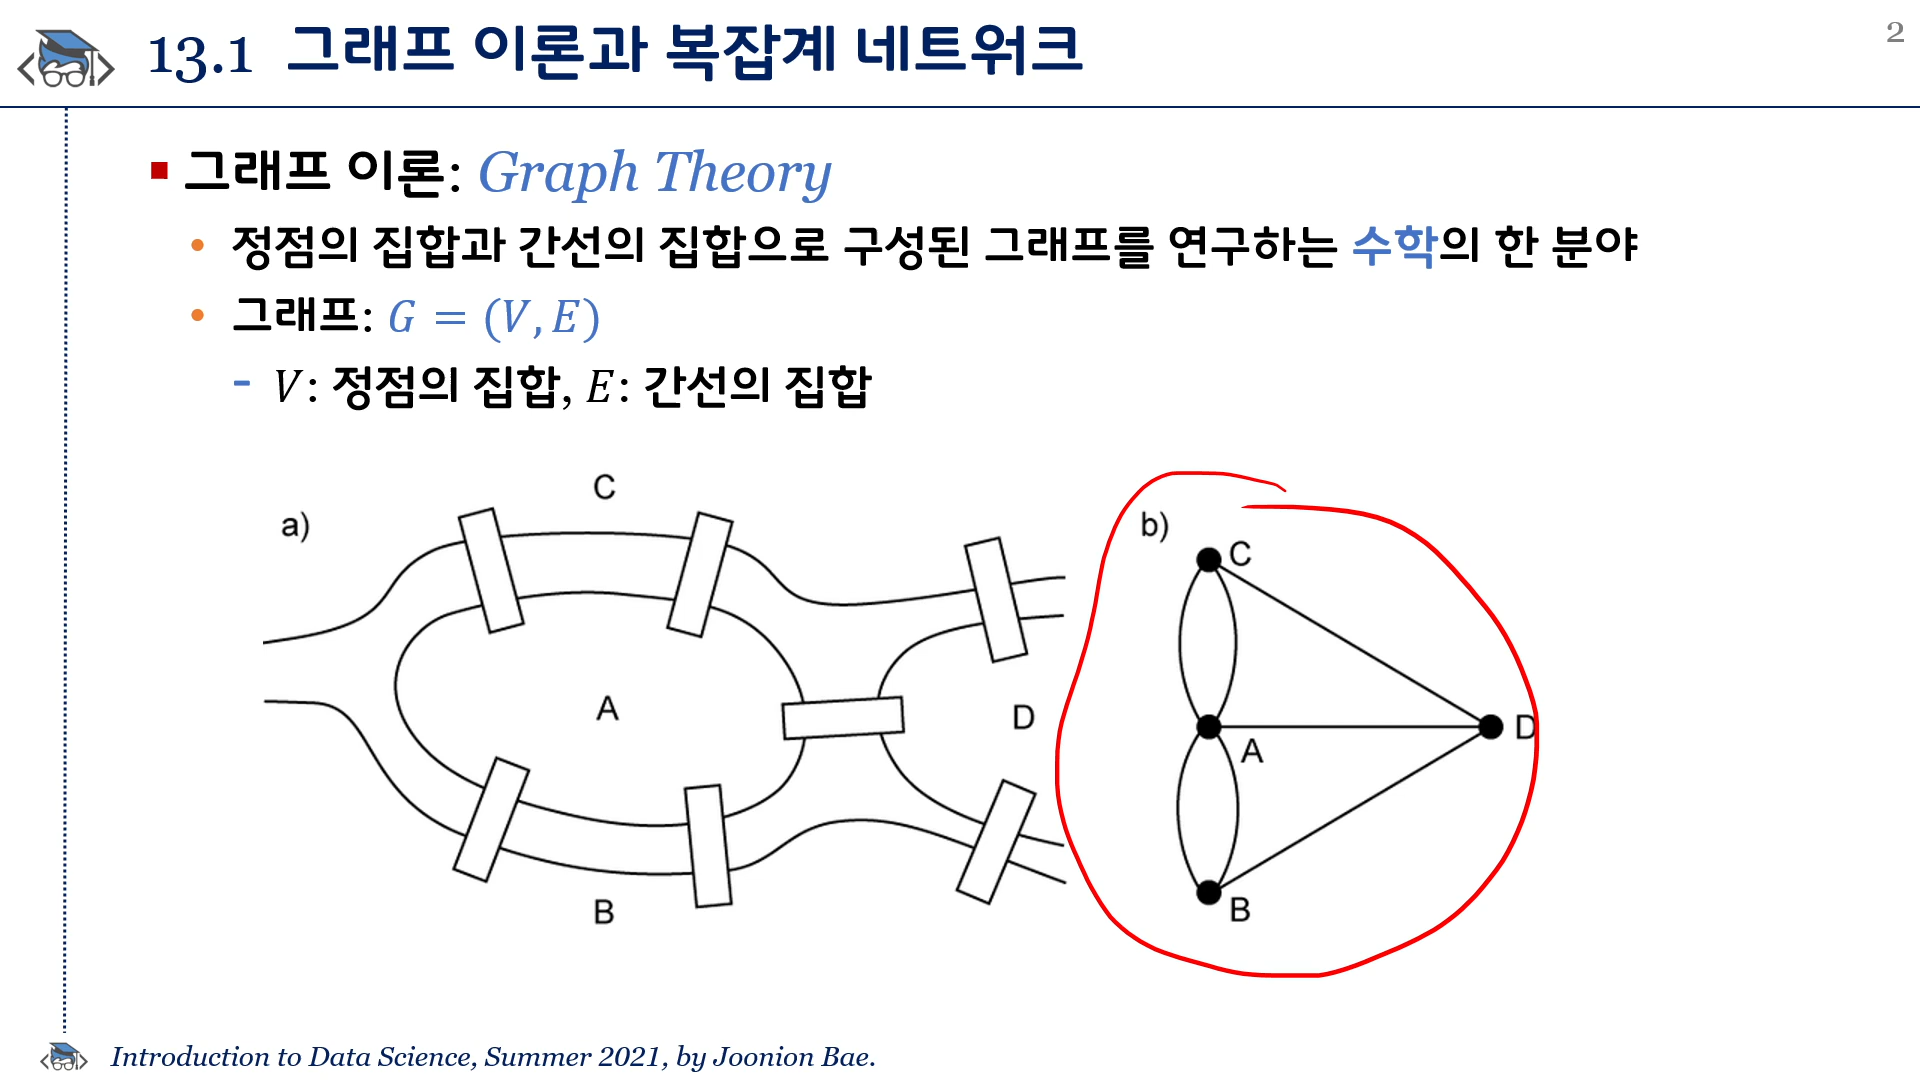 13.1 그래프 이론과 복잡계 네트워크
2
그래프 이론: Graph Theory
정점의 집합과 간선의 집합으로 구성된 그래프를 연구하는 수학의 한 분야
그래프: G = (V, E)
- V: 정점의 집합, E: 간선의 집합
a)
C
A
D
B
b)
C
A
D
B
Introduction to Data Science, Summer 2021, by Joonion Bae.